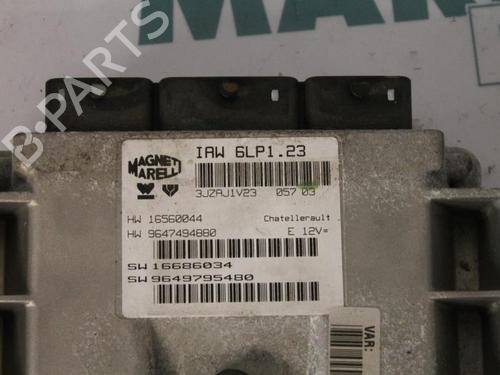 MAR
B-Parts
IAW 6LP1.23
MAGNETI
MARELLI
3JZAJ1V23 057 03
HW 16560044 Chatellerault
HW 9647494880 E 12V=
SW 16686034
SW 9649795480
VAR: